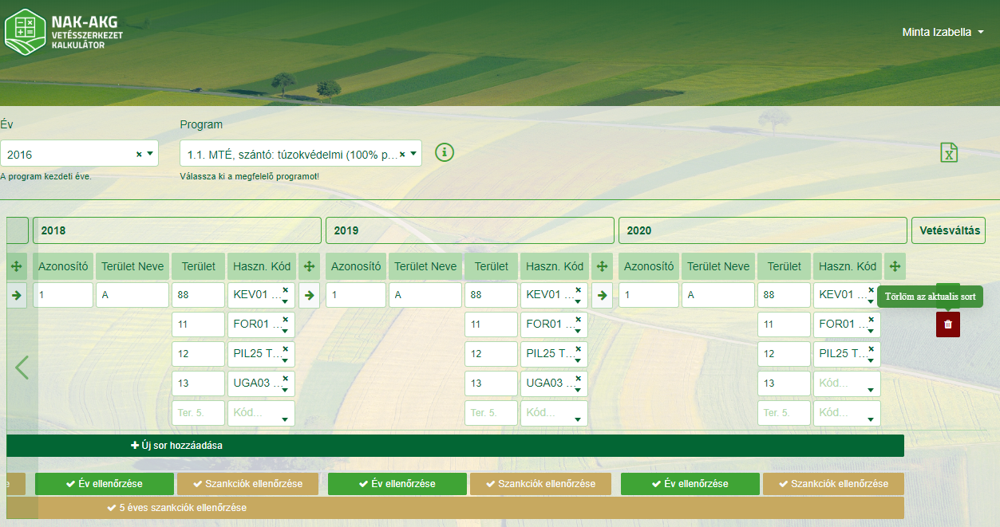 NAK-AKG
VETÉSSZERKEZET
KALKULÁTOR
Minta Izabella
Év
Program
2016
1.1. MTÉ, szántó: túzokvédelmi (100% p...
A program kezdeti éve.
Válassza ki a megfelelő programot!
2018 2019 2020 Vetésváltás
Azonosító Terület Neve Terület Haszn. Kód Azonosító Terület Neve Terület Haszn. Kód Azonosító Terület Neve Terület Haszn. Kód
1 A 88 KEV01 ... 1 A 88 KEV01 ... 1 A 88 KEV01 ... Törlöm az aktualis sort
11 FOR01 ... 11 FOR01 ... 11 FOR01 ...
12 PIL25 T... 12 PIL25 T... 12 PIL25 T...
13 UGA03 ... 13 UGA03 ... 13 Kód...
Ter. 5. Kód... Ter. 5. Kód... Ter. 5. Kód...
Új sor hozzáadása
e Év ellenőrzése Szankciók ellenőrzése Év ellenőrzése Szankciók ellenőrzése Év ellenőrzése Szankciók ellenőrzése
5 éves szankciók ellenőrzése